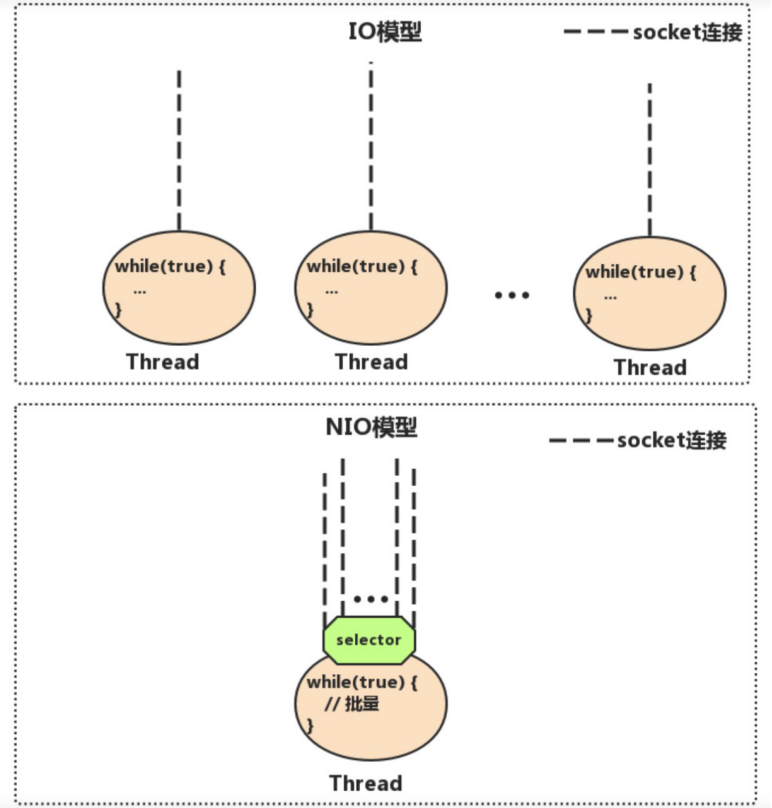 IO模型
socket连接
while(true) {
...
}
Thread
while(true) {
...
}
Thread
...
while(true) {
...
}
Thread
NIO模型
socket连接
...
selector
while(true) {
// 批量
}
Thread